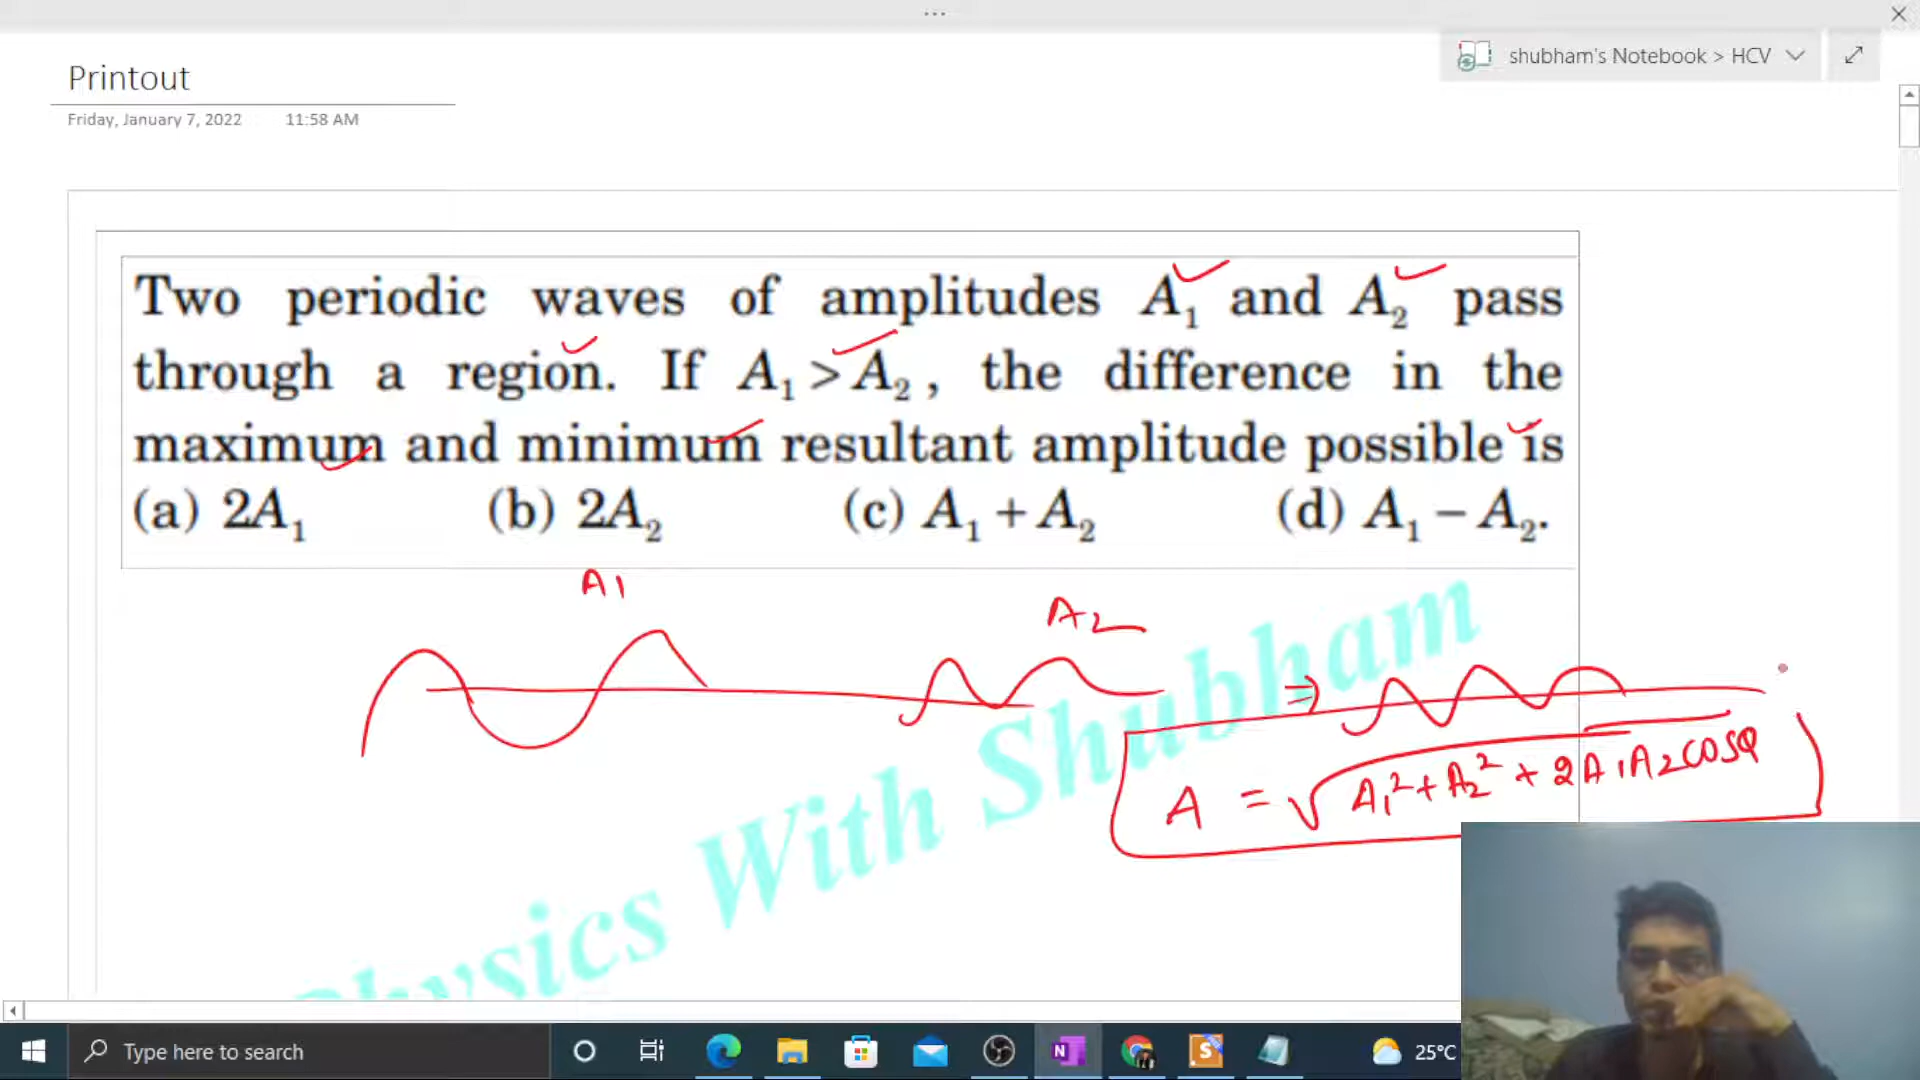 ...
shubham's Notebook > HCV
Printout
Friday, January 7, 2022 11:58 AM
Two periodic waves of amplitudes A₁ and A₂ pass
through a region. If A₁ > A₂, the difference in the
maximum and minimum resultant amplitude possible is
(a) 2A₁ (b) 2A₂ (c) A₁ + A₂ (d) A₁ − A₂.
A1
A2
⇒
A = √A₁² + A₂² + 2A₁A₂cosφ
Physics With Shubham
Type here to search
25°C